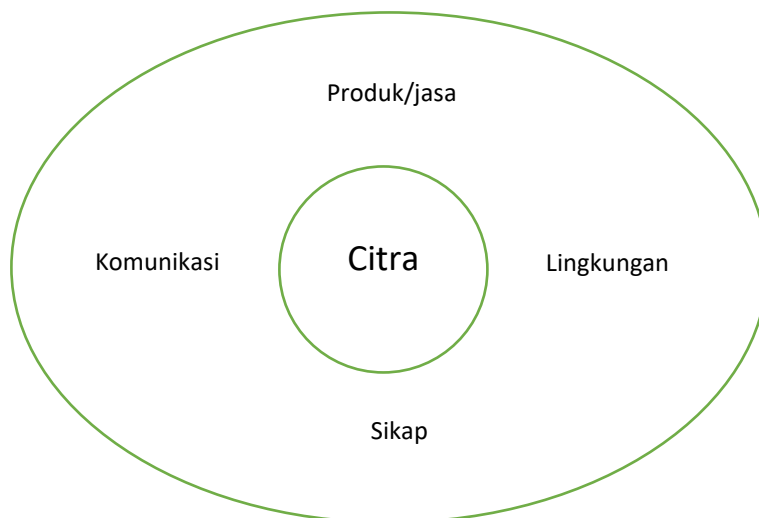 Produk/jasa
Komunikasi
Citra
Lingkungan
Sikap